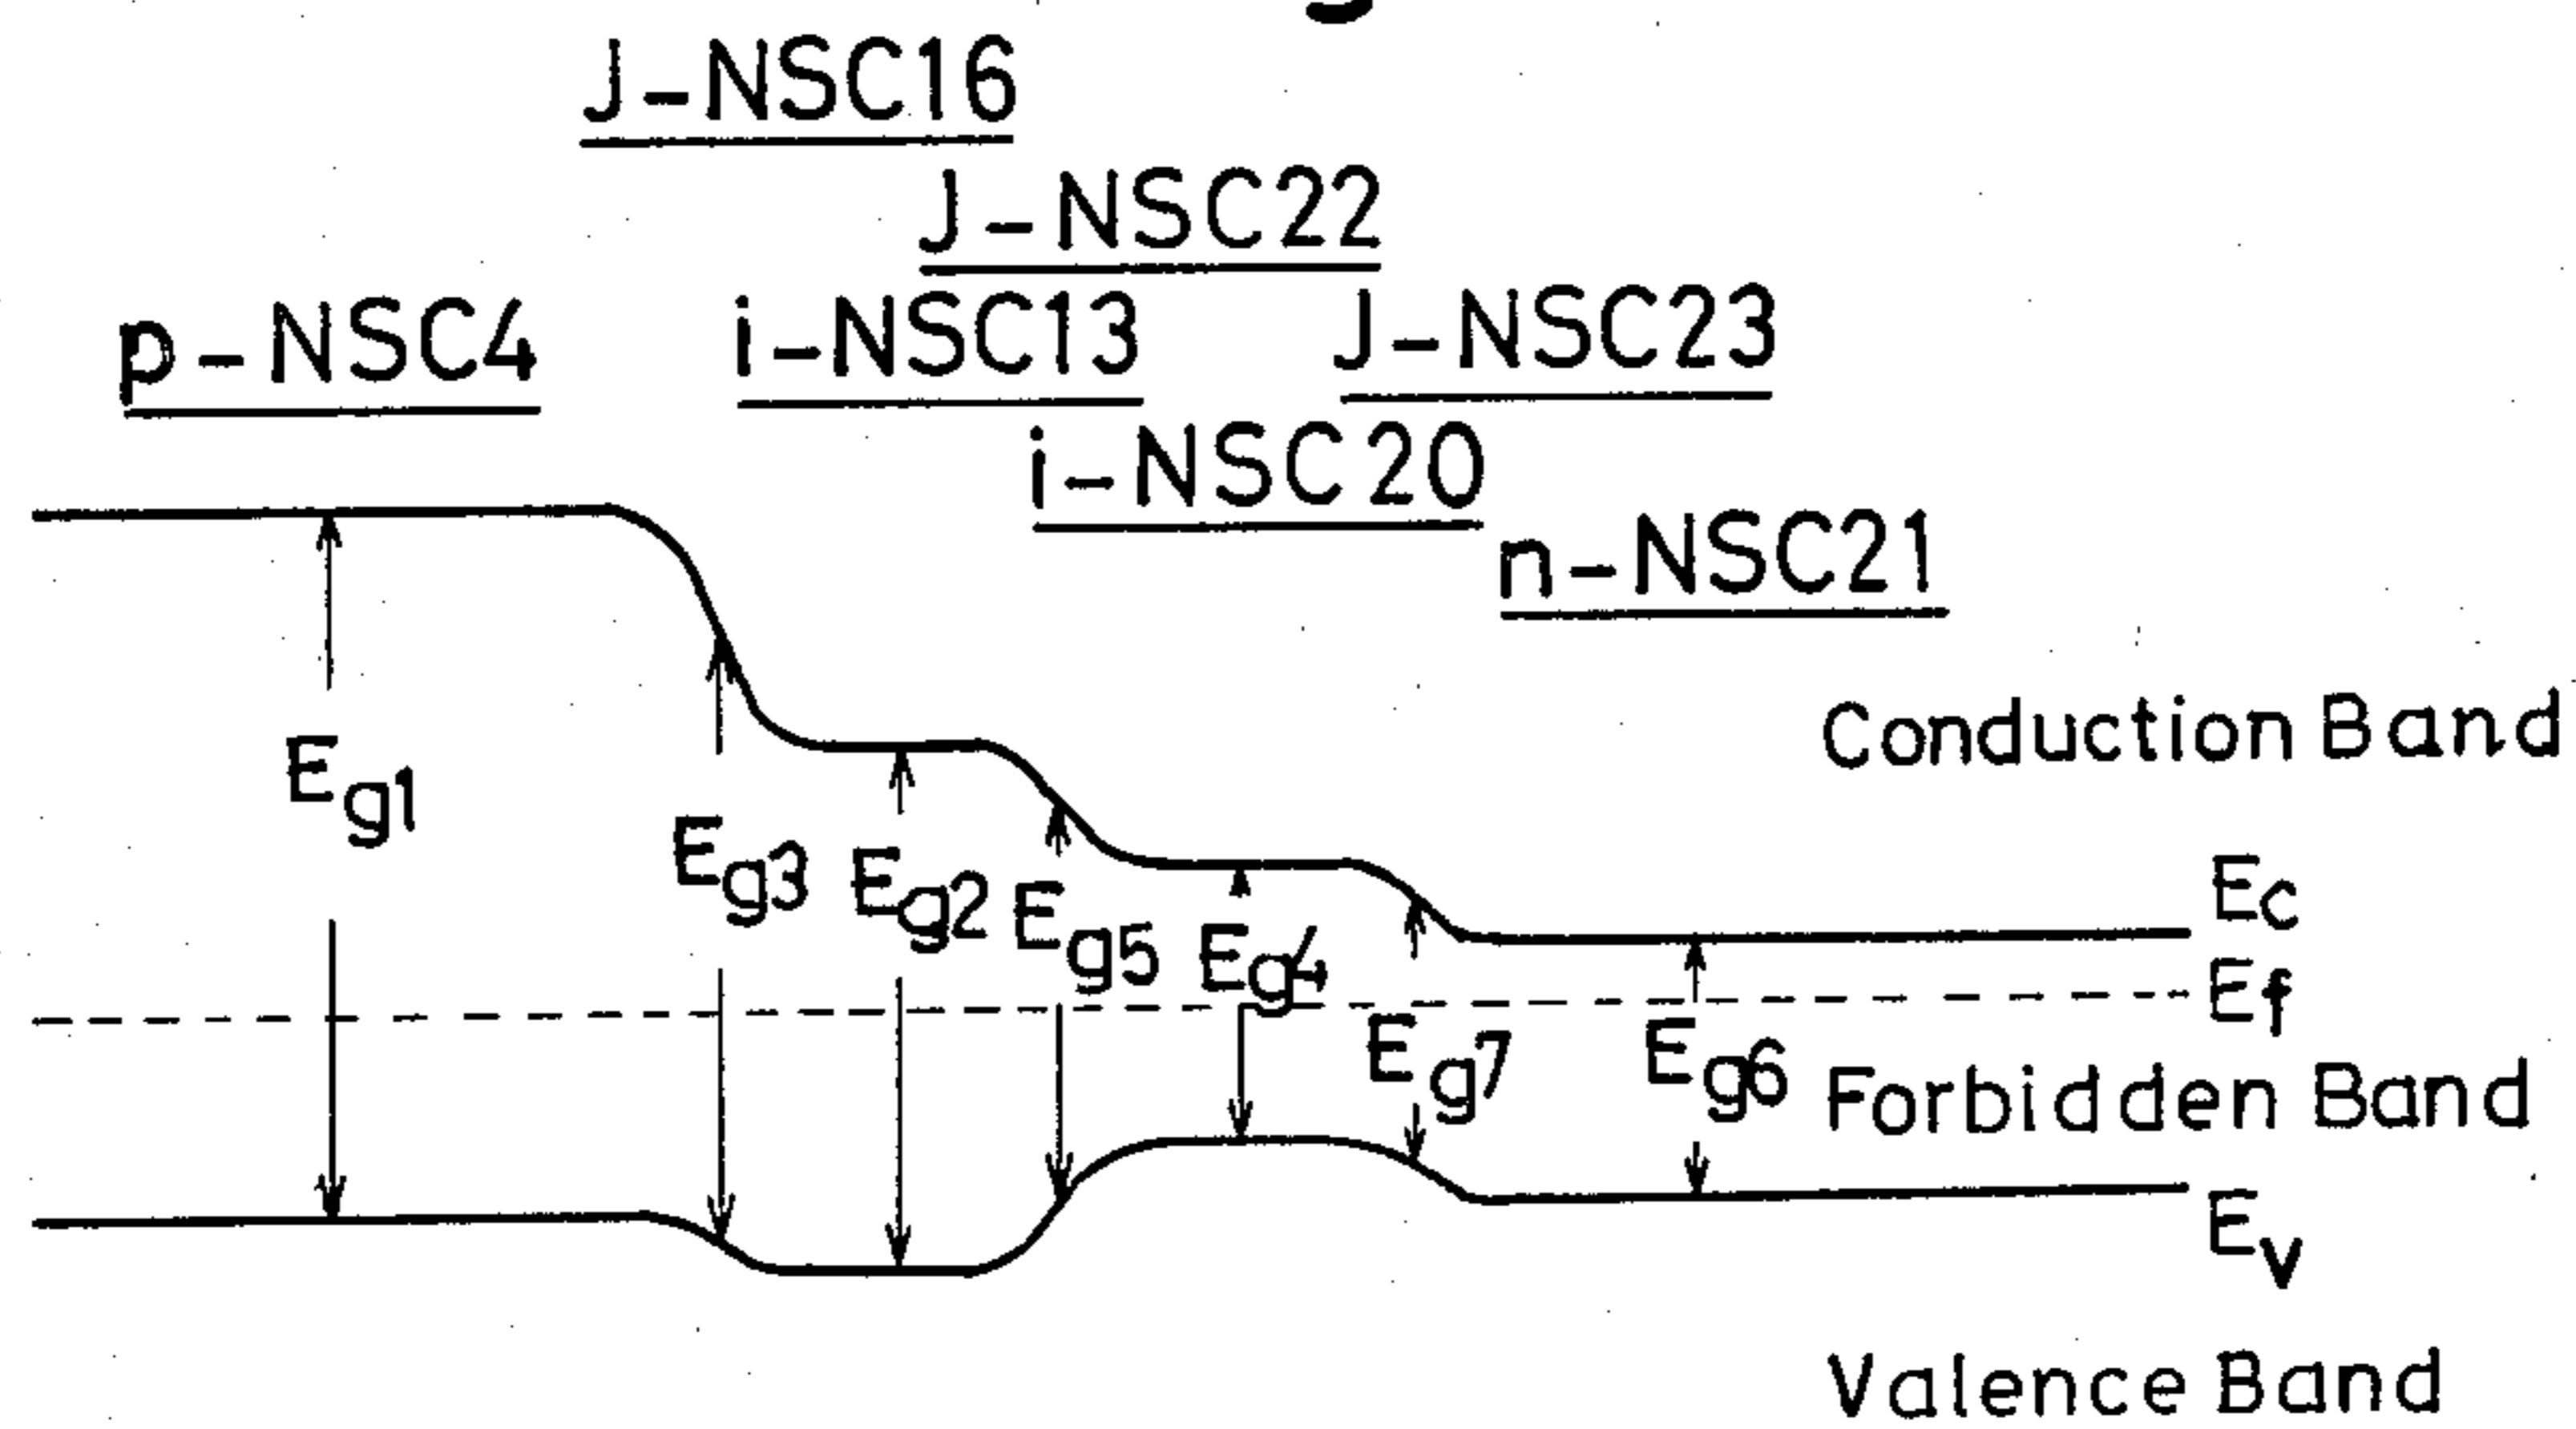 J-NSC16
J-NSC22
p-NSC4 i-NSC13 J-NSC23
i-NSC20
n-NSC21
Conduction Band
Eg1
Eg3 Eg2 Eg5 Eg4 Ec
Ef
Eg7 Eg6 Forbidden Band
Ev
Valence Band